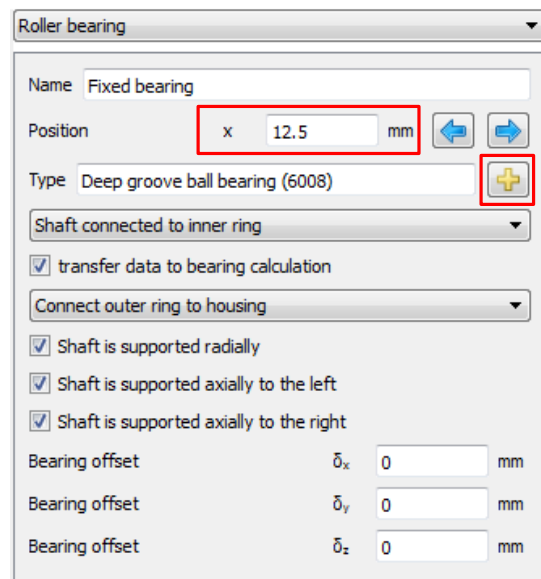 Roller bearing
Name Fixed bearing
Position x 12.5 mm
Type Deep groove ball bearing (6008)
Shaft connected to inner ring
transfer data to bearing calculation
Connect outer ring to housing
Shaft is supported radially
Shaft is supported axially to the left
Shaft is supported axially to the right
Bearing offset δₓ 0 mm
Bearing offset δᵧ 0 mm
Bearing offset δz 0 mm